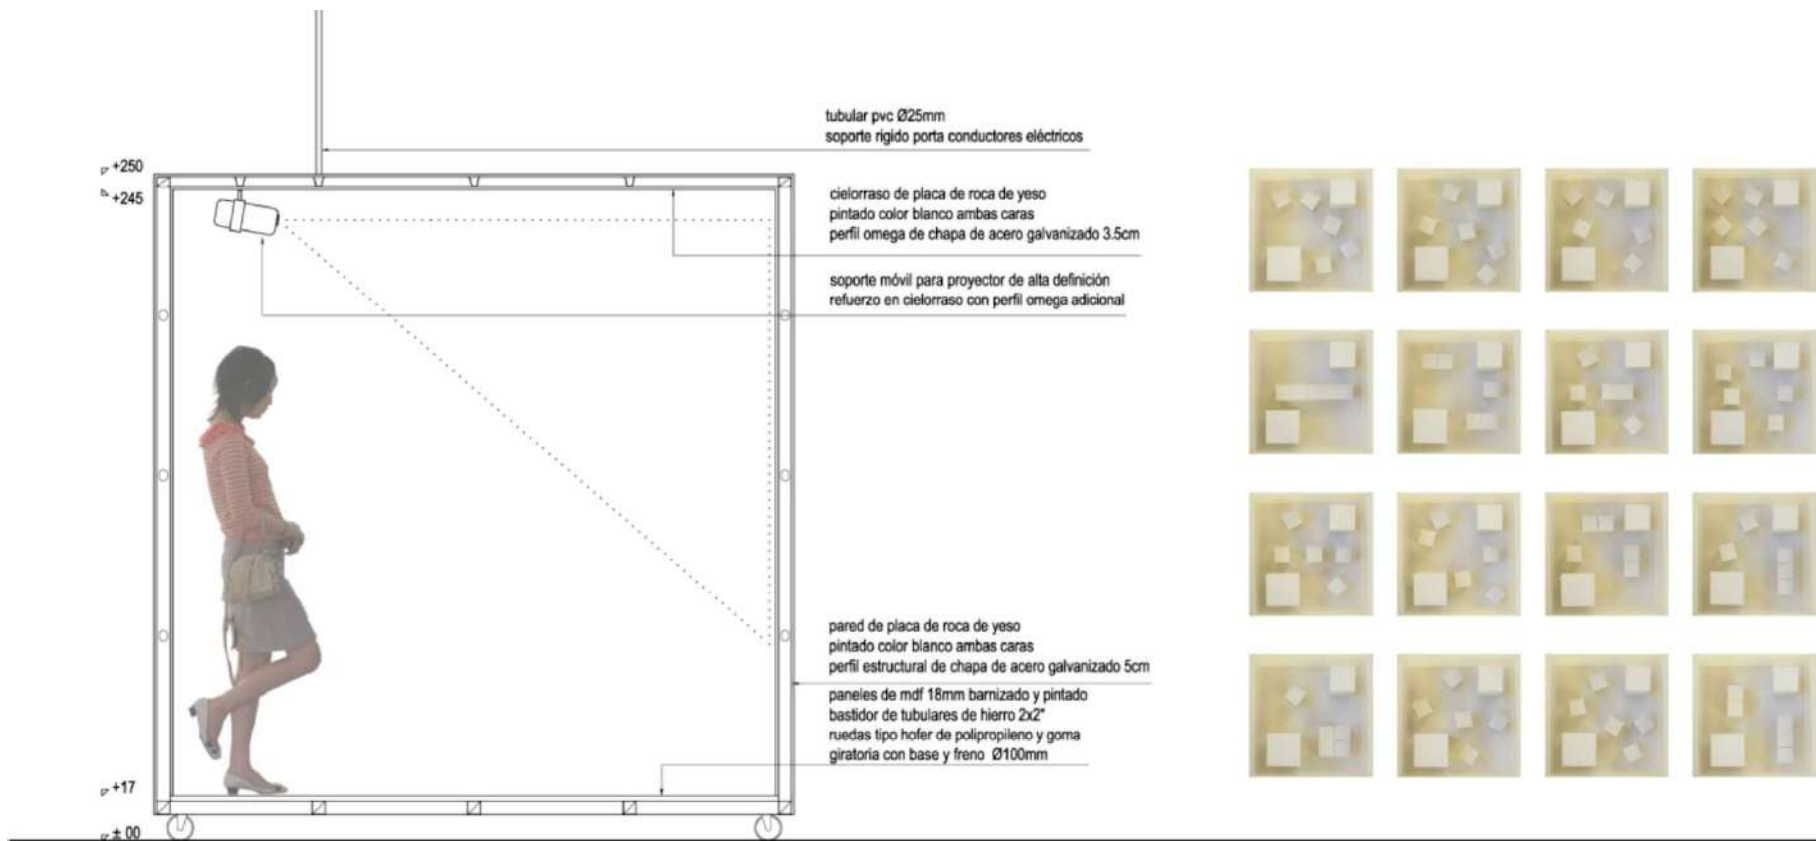 tubular pvc Ø25mm
soporte rigido porta conductores eléctricos
+250
+245
cielorraso de placa de roca de yeso
pintado color blanco ambas caras
perfil omega de chapa de acero galvanizado 3.5cm
soporte móvil para proyector de alta definición
refuerzo en cielorraso con perfil omega adicional
pared de placa de roca de yeso
pintado color blanco ambas caras
perfil estructural de chapa de acero galvanizado 5cm
paneles de mdf 18mm barnizado y pintado
bastidor de tubulares de hierro 2x2"
ruedas tipo hofer de polipropileno y goma
giratoria con base y freno Ø100mm
+17
± 00